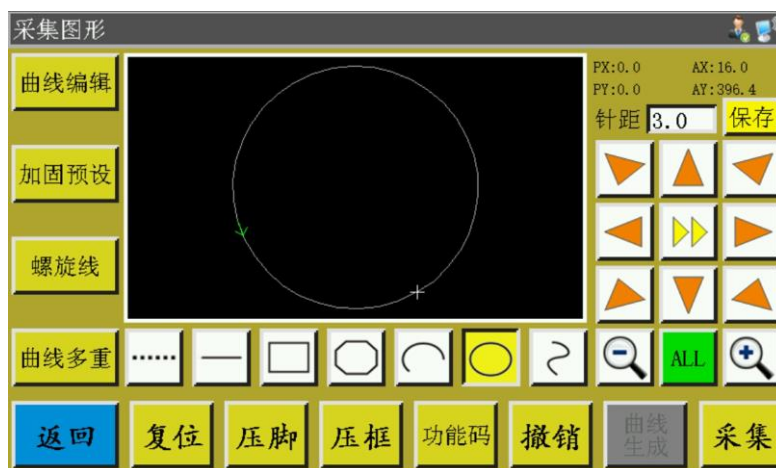 采集图形
曲线编辑
PX:0.0 AX:16.0
PY:0.0 AY:396.4
针距 3.0 保存
加固预设
螺旋线
曲线多重
ALL
返回 复位 压脚 压框 功能码 撤销 曲线 采集
生成